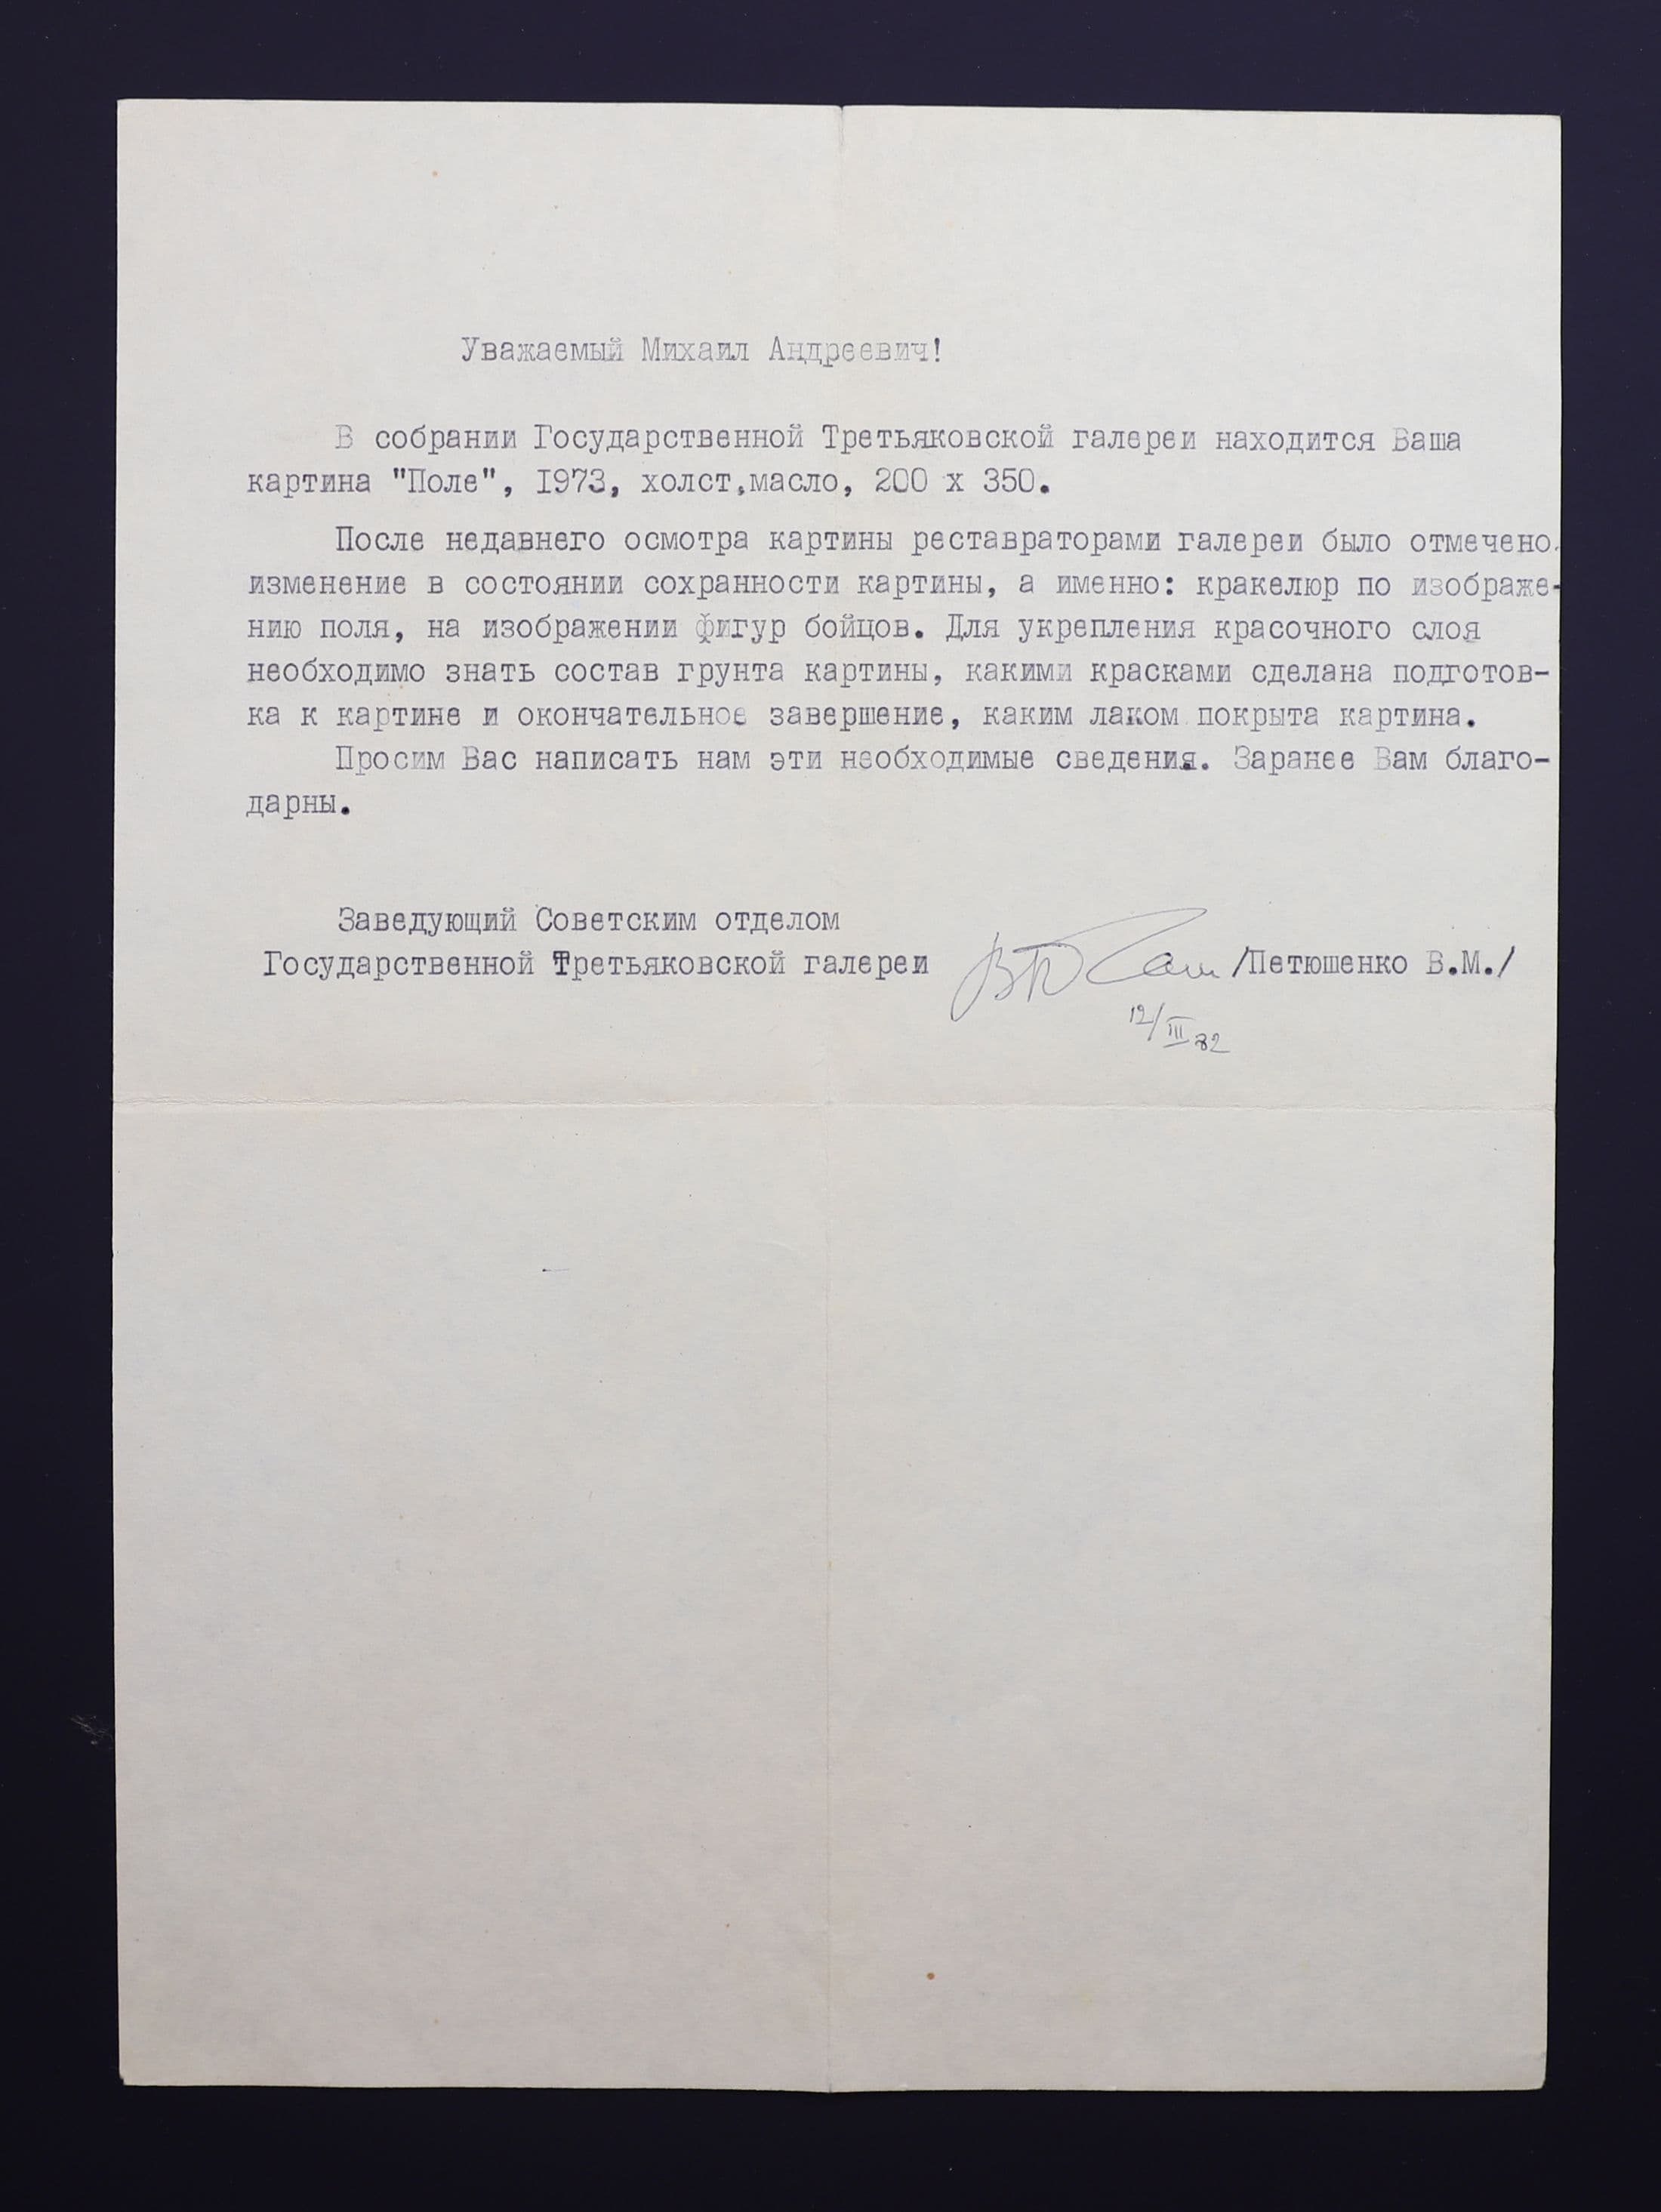 Уважаемый Михаил Андреевич!
В собрании Государственной Третьяковской галереи находится Ваша
картина "Поле", 1973, холст,масло, 200 х 350.
После недавнего осмотра картины реставраторами галереи было отмечено
изменение в состоянии сохранности картины, а именно: кракелюр по изображе-
нию поля, на изображении фигур бойцов. Для укрепления красочного слоя
необходимо знать состав грунта картины, какими красками сделана подготов-
ка к картине и окончательное завершение, каким лаком покрыта картина.
Просим Вас написать нам эти необходимые сведения. Заранее Вам благо-
дарны.
Заведующий Советским отделом
Государственной Третьяковской галереи /Петюшенко В.М./
12/III 82